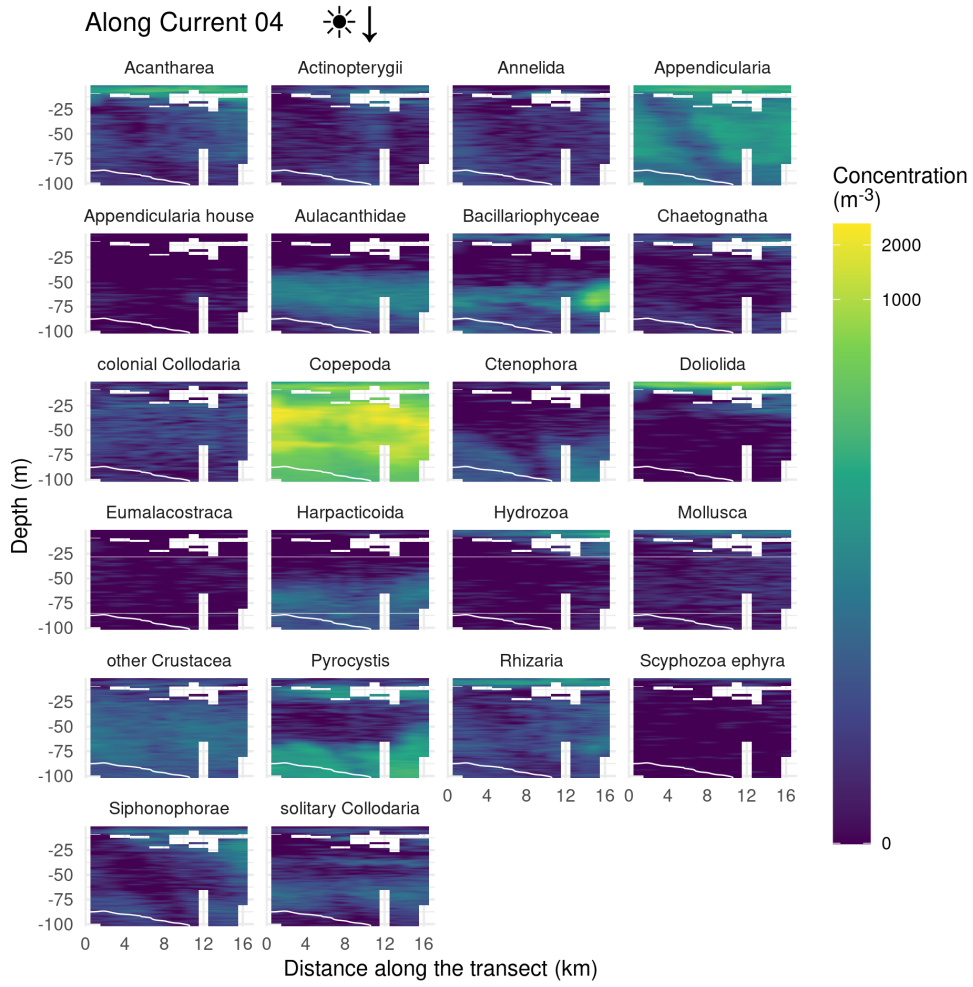 Along Current 04
Acantharea Actinopterygii Annelida Appendicularia
-25
-50
-75
-100
Concentration
(m-3)
2000
1000
0
Appendicularia house Aulacanthidae Bacillariophyceae Chaetognatha
-25
-50
-75
-100
colonial Collodaria Copepoda Ctenophora Doliolida
-25
-50
-75
-100
Depth (m)
Eumalacostraca Harpacticoida Hydrozoa Mollusca
-25
-50
-75
-100
other Crustacea Pyrocystis Rhizaria Scyphozoa ephyra
-25
-50
-75
-100
0 4 8 12 16 0 4 8 12 16
Siphonophorae solitary Collodaria
-25
-50
-75
-100
0 4 8 12 16 0 4 8 12 16
Distance along the transect (km)